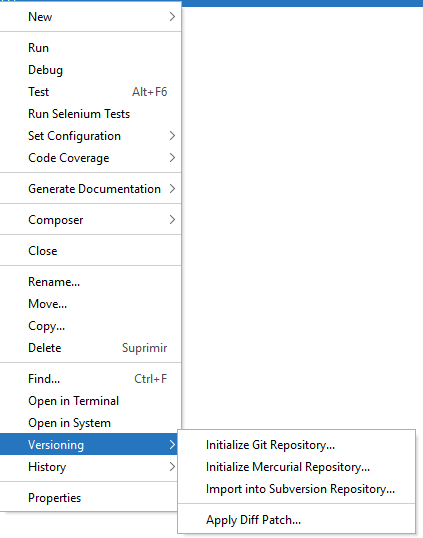 New
Run
Debug
Test Alt+F6
Run Selenium Tests
Set Configuration
Code Coverage
Generate Documentation
Composer
Close
Rename...
Move...
Copy...
Delete Suprimir
Find... Ctrl+F
Open in Terminal
Open in System
Versioning
History
Properties
Initialize Git Repository...
Initialize Mercurial Repository...
Import into Subversion Repository...
Apply Diff Patch...